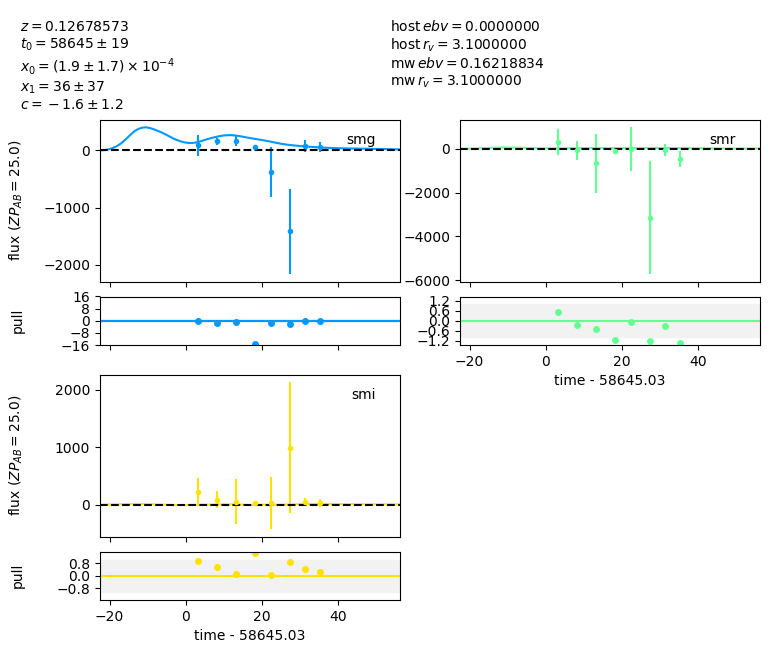 z = 0.12678573
t₀ = 58645 ± 19
x₀ = (1.9 ± 1.7) × 10⁻⁴
x₁ = 36 ± 37
c = −1.6 ± 1.2
host ebv = 0.0000000
host r_v = 3.1000000
mw ebv = 0.16218834
mw r_v = 3.1000000
smg
flux (ZP_AB = 25.0)
0
−1000
−2000
smr
0
−2000
−4000
−6000
pull
16
8
0
−8
−16
1.2
0.6
0.0
−0.6
−1.2
−20
0
20
40
time - 58645.03
smi
flux (ZP_AB = 25.0)
2000
1000
0
pull
0.8
0.0
−0.8
−20
0
20
40
time - 58645.03